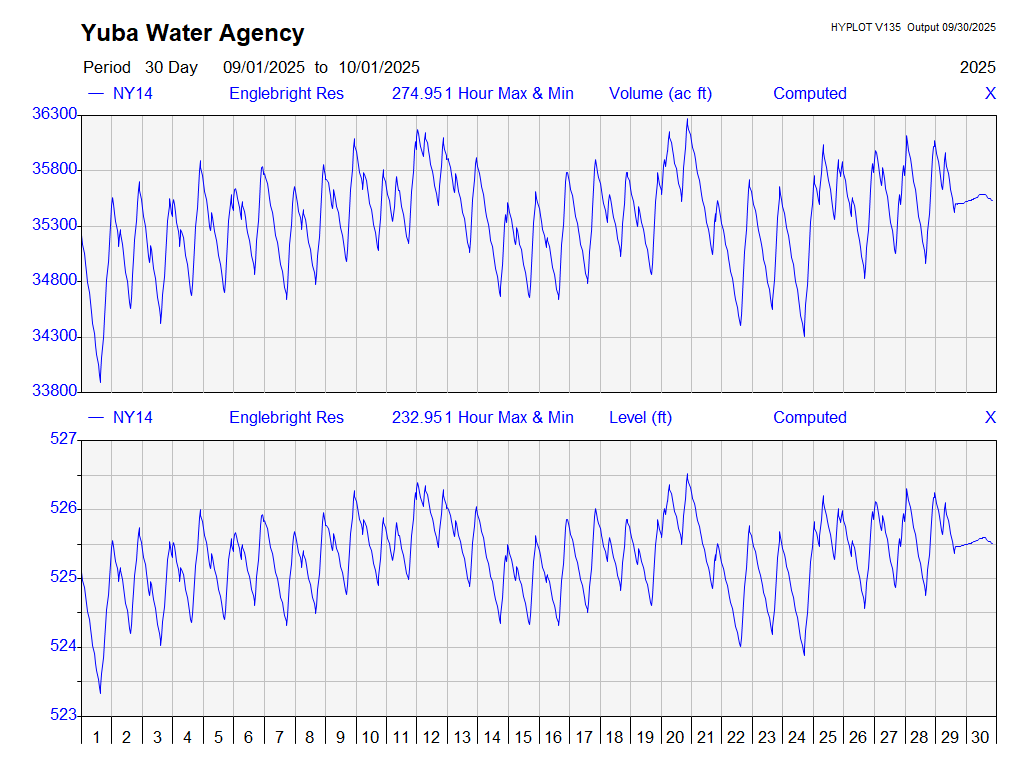 Yuba Water Agency
HYPLOT V135 Output 09/30/2025
Period 30 Day 09/01/2025 to 10/01/2025
2025
NY14 Englebright Res 274.951 Hour Max & Min Volume (ac ft) Computed X
36300
35800
35300
34800
34300
33800
NY14 Englebright Res 232.951 Hour Max & Min Level (ft) Computed X
527
526
525
524
523
1 2 3 4 5 6 7 8 9 10 11 12 13 14 15 16 17 18 19 20 21 22 23 24 25 26 27 28 29 30